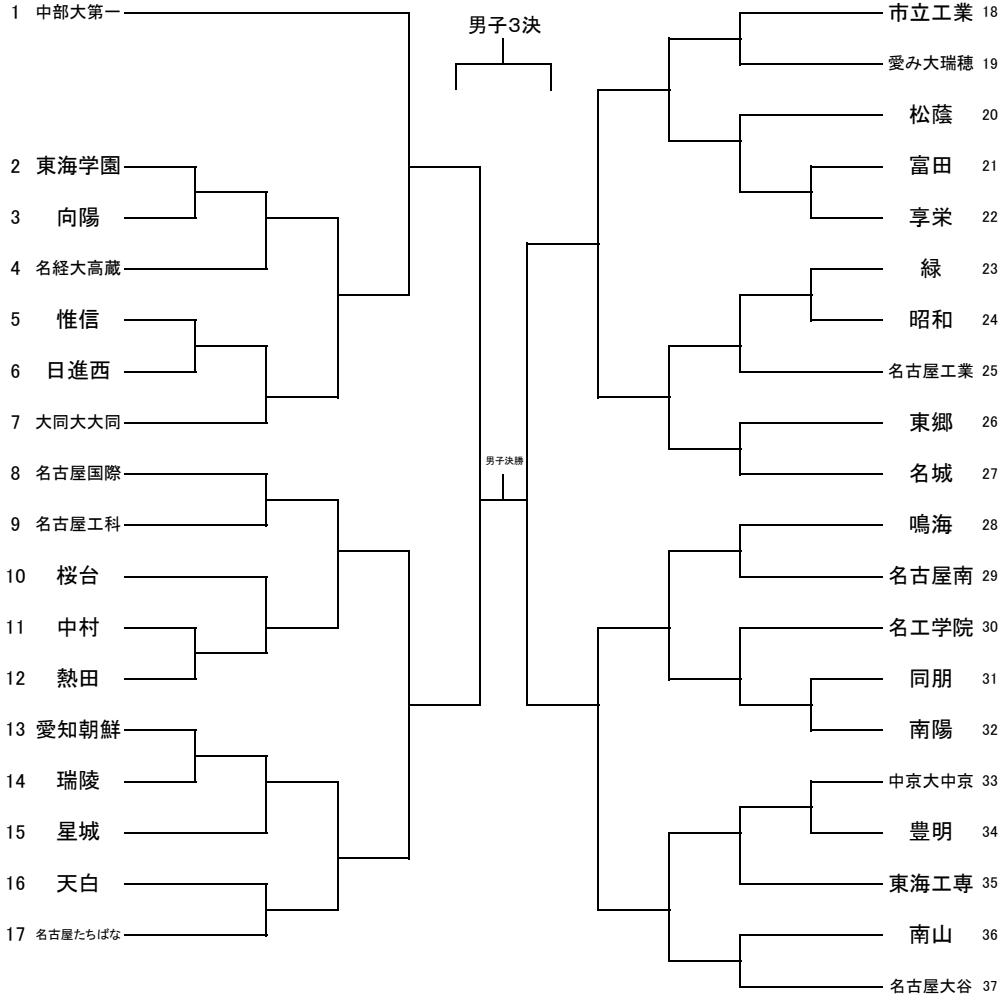 男子3決
1 中部大第一
2 東海学園
3 向陽
4 名経大高蔵
5 惟信
6 日進西
7 大同大大同
8 名古屋国際
9 名古屋工科
10 桜台
11 中村
12 熱田
13 愛知朝鮮
14 瑞陵
15 星城
16 天白
17 名古屋たちばな
男子決勝
市立工業 18
愛み大瑞穂 19
松蔭 20
富田 21
享栄 22
緑 23
昭和 24
名古屋工業 25
東郷 26
名城 27
鳴海 28
名古屋南 29
名工学院 30
同朋 31
南陽 32
中京大中京 33
豊明 34
東海工専 35
南山 36
名古屋大谷 37